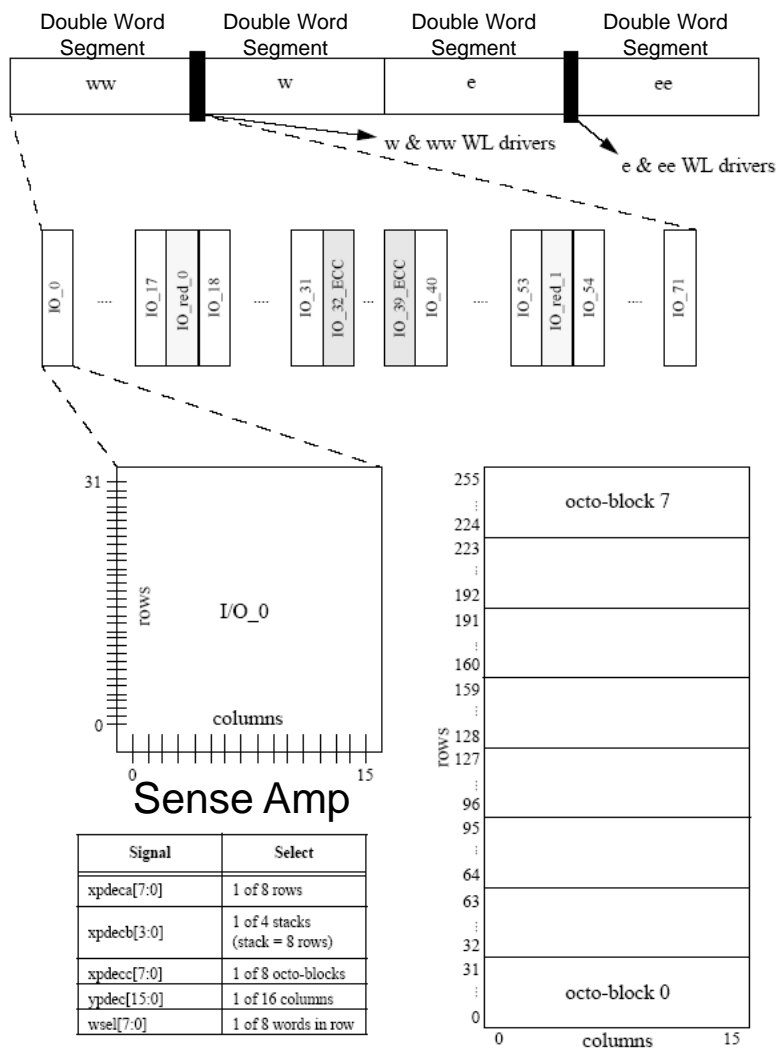 Double Word Segment
Double Word Segment
Double Word Segment
Double Word Segment
ww
w
e
ee
w & ww WL drivers
e & ee WL drivers
IO_0
....
IO_17
IO_red_0
IO_18
....
IO_31
IO_32_ECC
...
IO_39_ECC
IO_40
....
IO_53
IO_red_1
IO_54
....
IO_71
31
rows
0
I/O_0
columns
0
15
Sense Amp
Signal Select
xpdeca[7:0] 1 of 8 rows
xpdecb[3:0] 1 of 4 stacks
(stack = 8 rows)
xpdecc[7:0] 1 of 8 octo-blocks
ypdec[15:0] 1 of 16 columns
wsel[7:0] 1 of 8 words in row
255
octo-block 7
224
223
192
191
160
159
rows
128
127
96
95
64
63
32
31
octo-block 0
0
0
columns
15